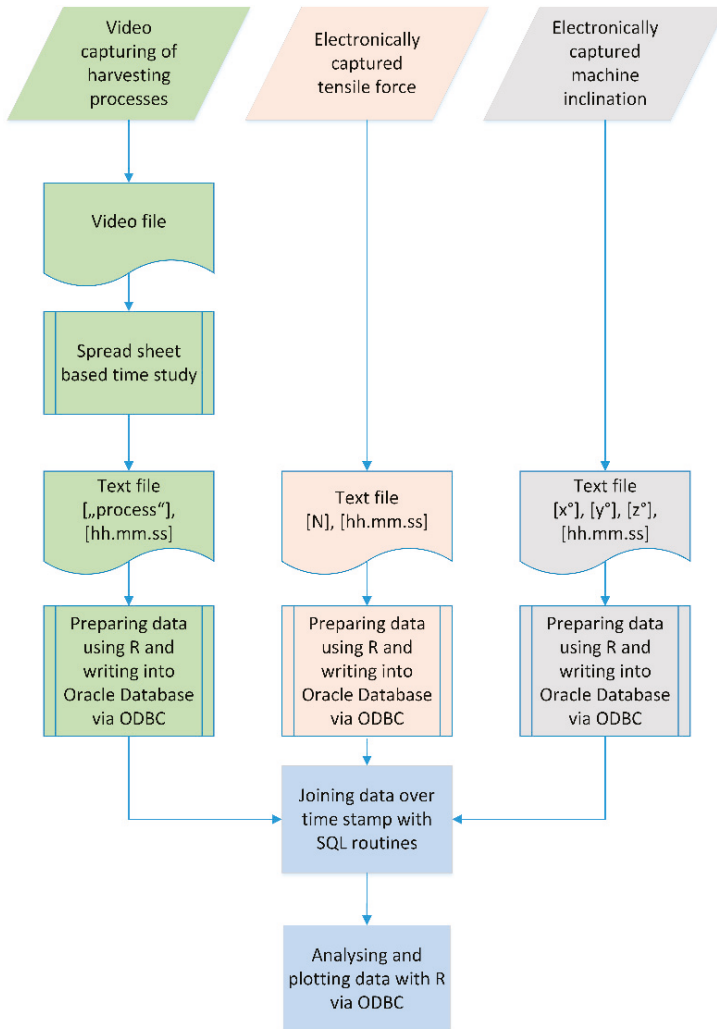 Video
capturing of
harvesting
processes
Electronically
captured
tensile force
Electronically
captured
machine
inclination
Video file
Spread sheet
based time study
Text file
[„process“],
[hh.mm.ss]
Text file
[N], [hh.mm.ss]
Text file
[x°], [y°], [z°],
[hh.mm.ss]
Preparing data
using R and
writing into
Oracle Database
via ODBC
Preparing data
using R and
writing into
Oracle Database
via ODBC
Preparing data
using R and
writing into
Oracle Database
via ODBC
Joining data over
time stamp with
SQL routines
Analysing and
plotting data with R
via ODBC